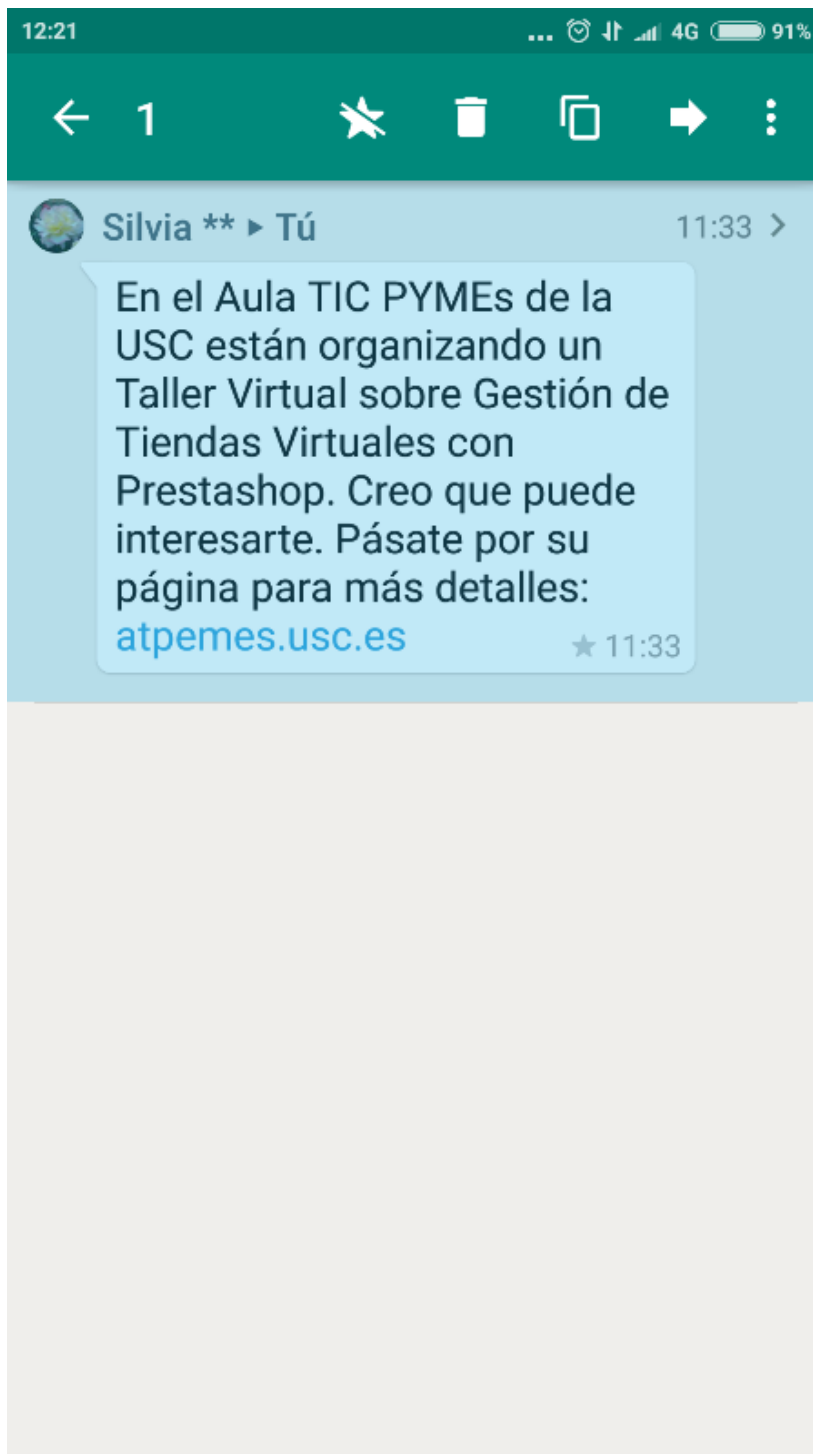 12:21 ... 4G 91%
1
Silvia ** ▸ Tú 11:33 >
En el Aula TIC PYMEs de la
USC están organizando un
Taller Virtual sobre Gestión de
Tiendas Virtuales con
Prestashop. Creo que puede
interesarte. Pásate por su
página para más detalles:
atpemes.usc.es ★ 11:33